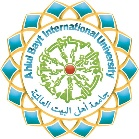 Ahlul Bayt International University
جامعة أهل البيت العالمية